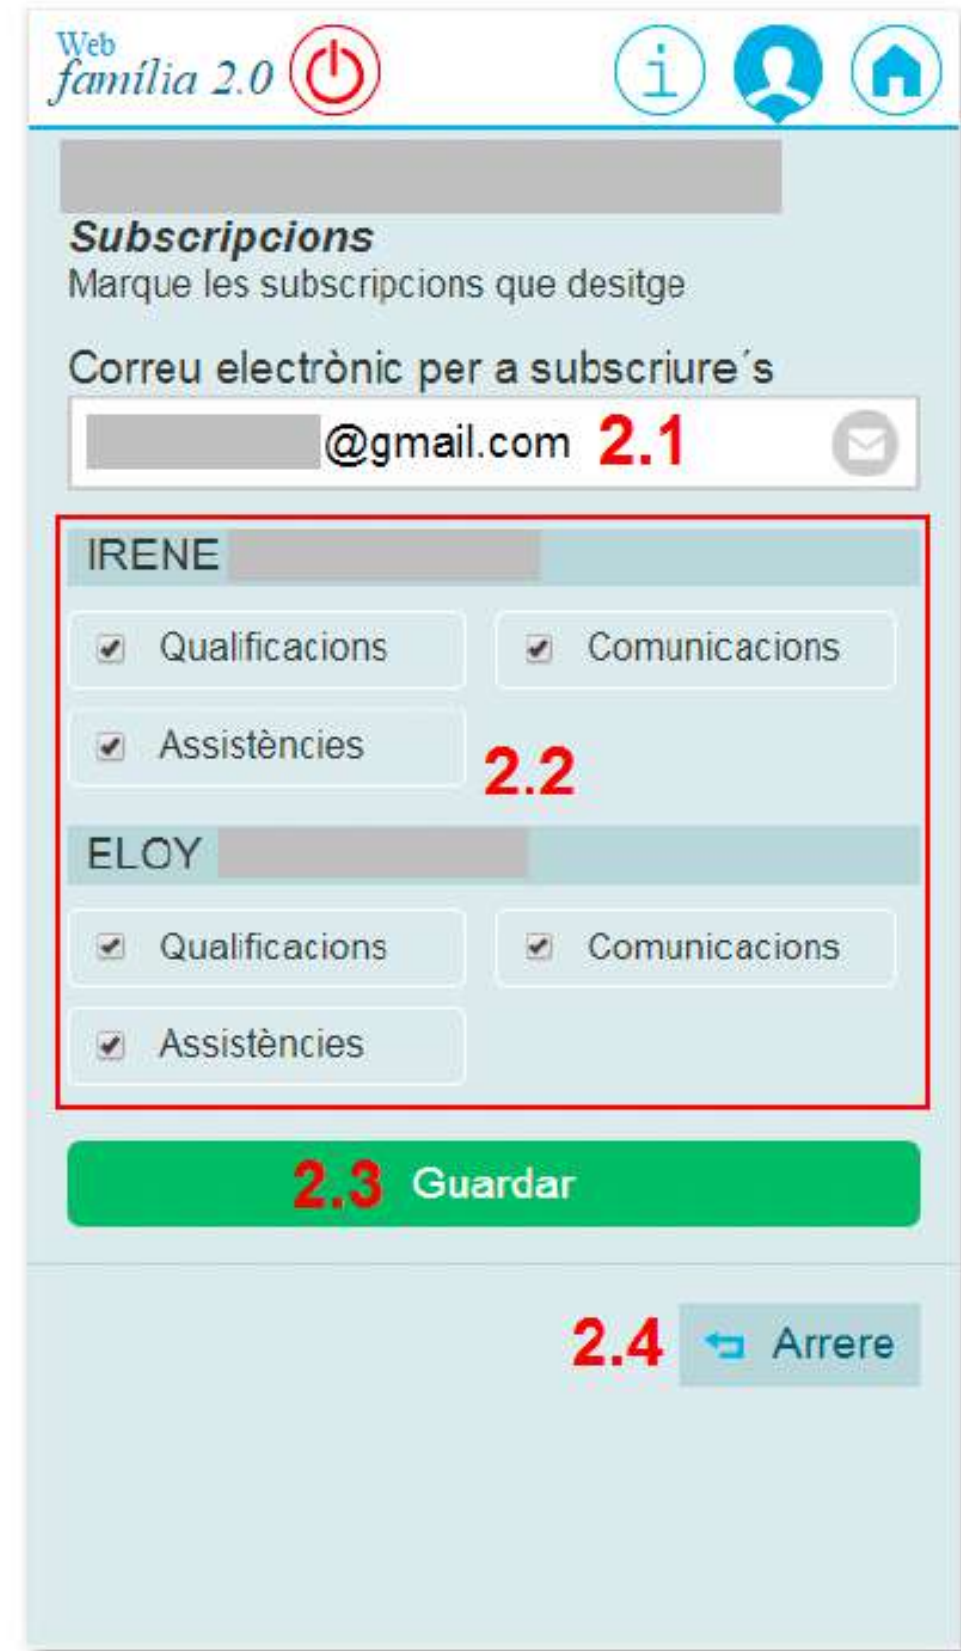 Web
família 2.0
i
Subscripcions
Marque les subscripcions que desitge
Correu electrònic per a subscriure´s
@gmail.com 2.1
IRENE
Qualificacions Comunicacions
Assistències
2.2
ELOY
Qualificacions Comunicacions
Assistències
2.3 Guardar
2.4 Arrere